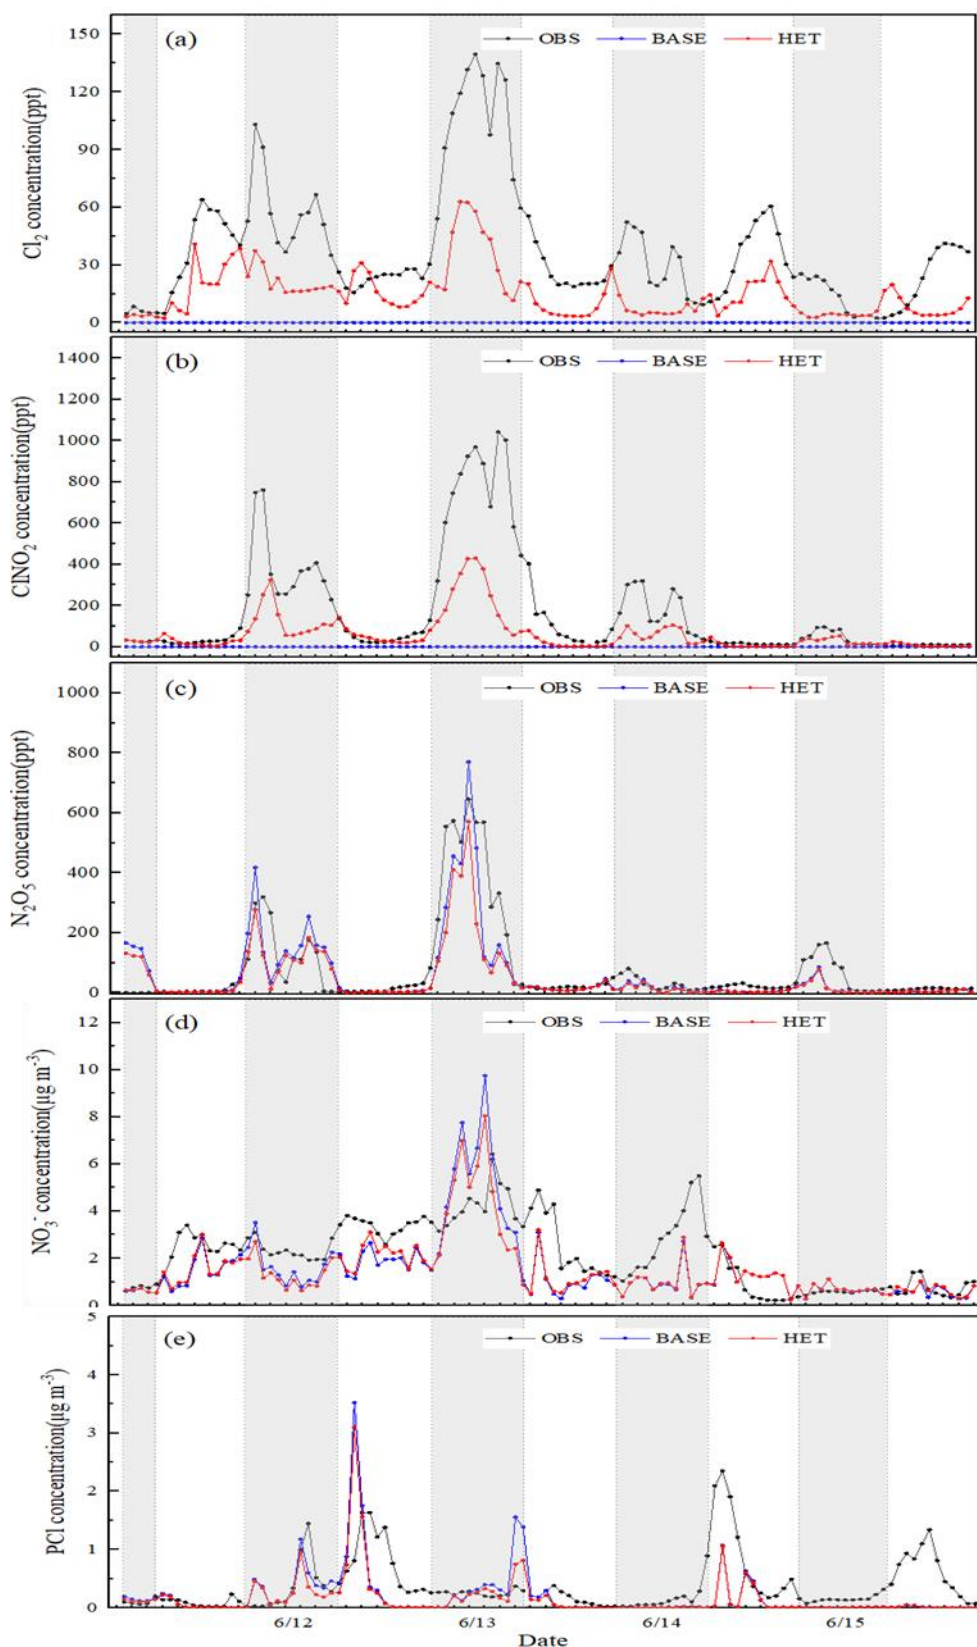 (a) OBS BASE HET
Cl2 concentration(ppt)
150
120
90
60
30
0
(b) OBS BASE HET
ClNO2 concentration(ppt)
1400
1200
1000
800
600
400
200
0
(c) OBS BASE HET
N2O5 concentration(ppt)
1000
800
600
400
200
0
(d) OBS BASE HET
NO3- concentration(μg m-3)
12
10
8
6
4
2
0
(e) OBS BASE HET
PCl concentration(μg m-3)
5
4
3
2
1
0
6/12 6/13 6/14 6/15
Date